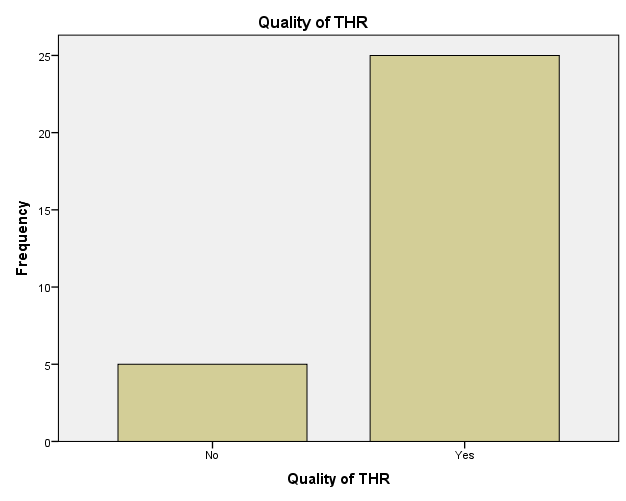 Quality of THR
Frequency
25
20
15
10
5
0
No Yes
Quality of THR